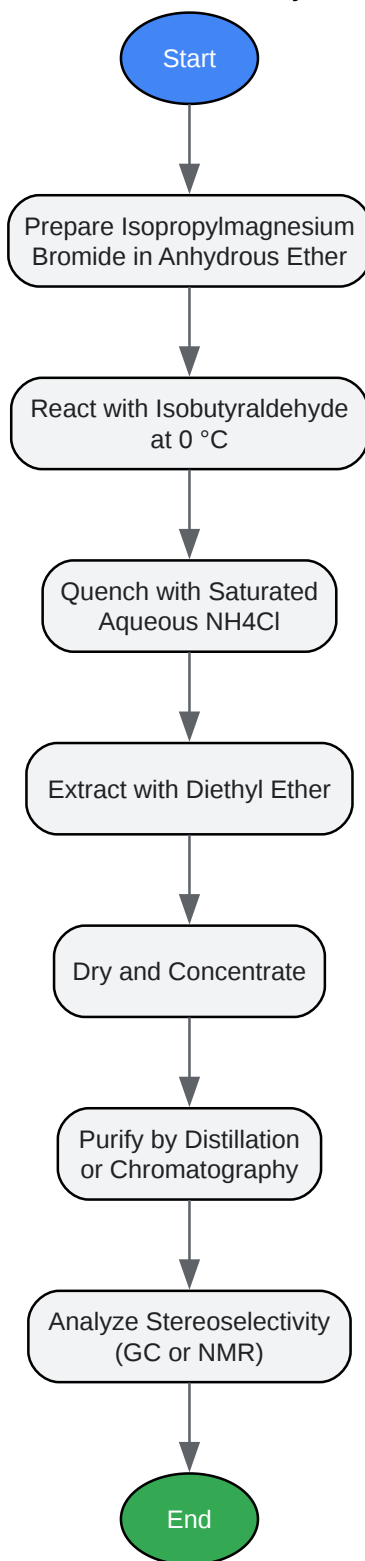 Start
Prepare Isopropylmagnesium
Bromide in Anhydrous Ether
React with Isobutyraldehyde
at 0 °C
Quench with Saturated
Aqueous NH4Cl
Extract with Diethyl Ether
Dry and Concentrate
Purify by Distillation
or Chromatography
Analyze Stereoselectivity
(GC or NMR)
End